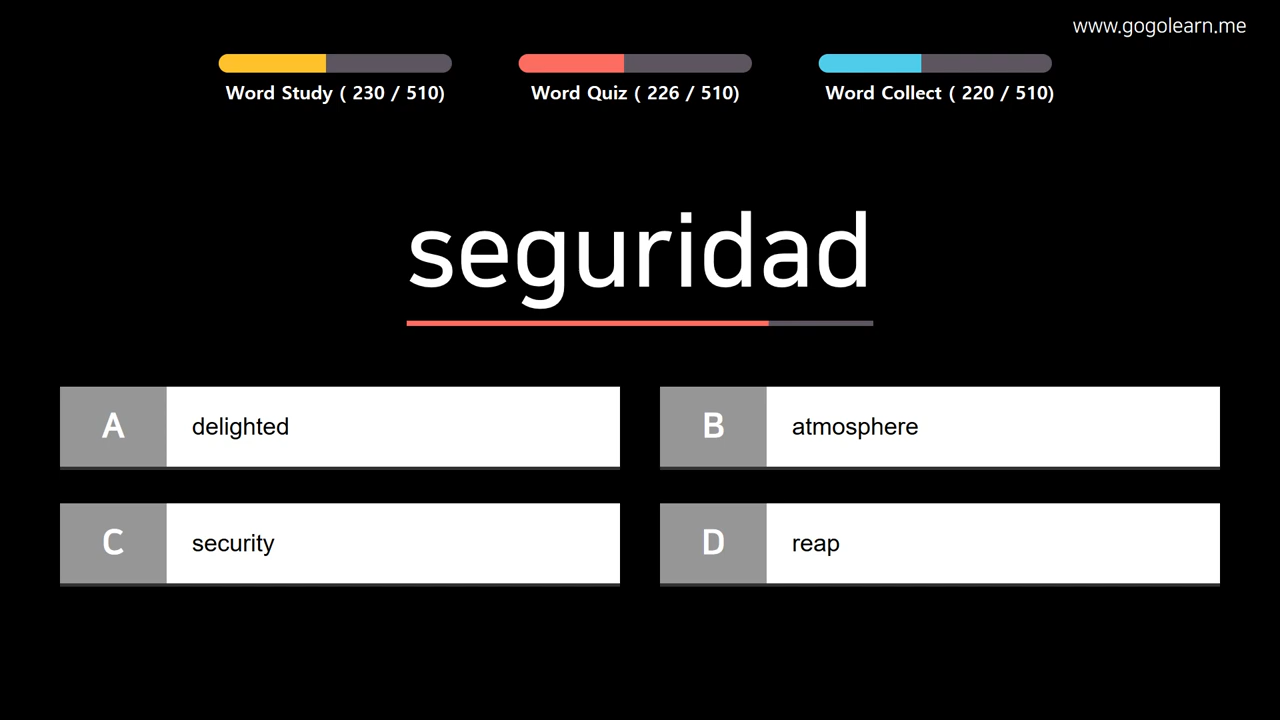 www.gogolearn.me
Word Study ( 230 / 510)
Word Quiz ( 226 / 510)
Word Collect ( 220 / 510)
seguridad
A delighted
B atmosphere
C security
D reap